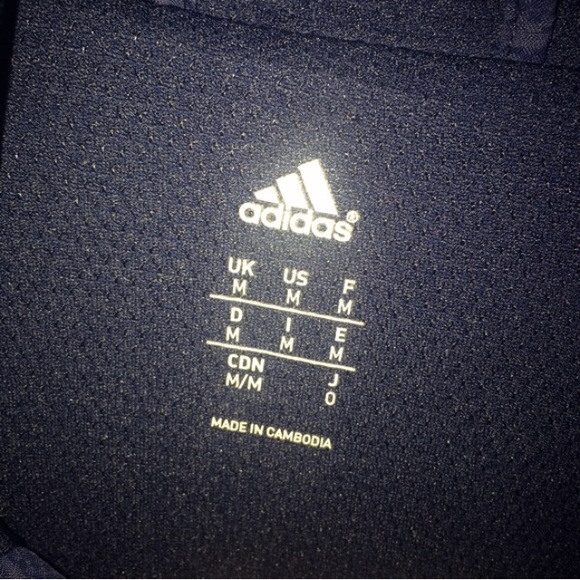 adidas®
UK US F
M M M
D I E
M M M
CDN J
M/M O
MADE IN CAMBODIA